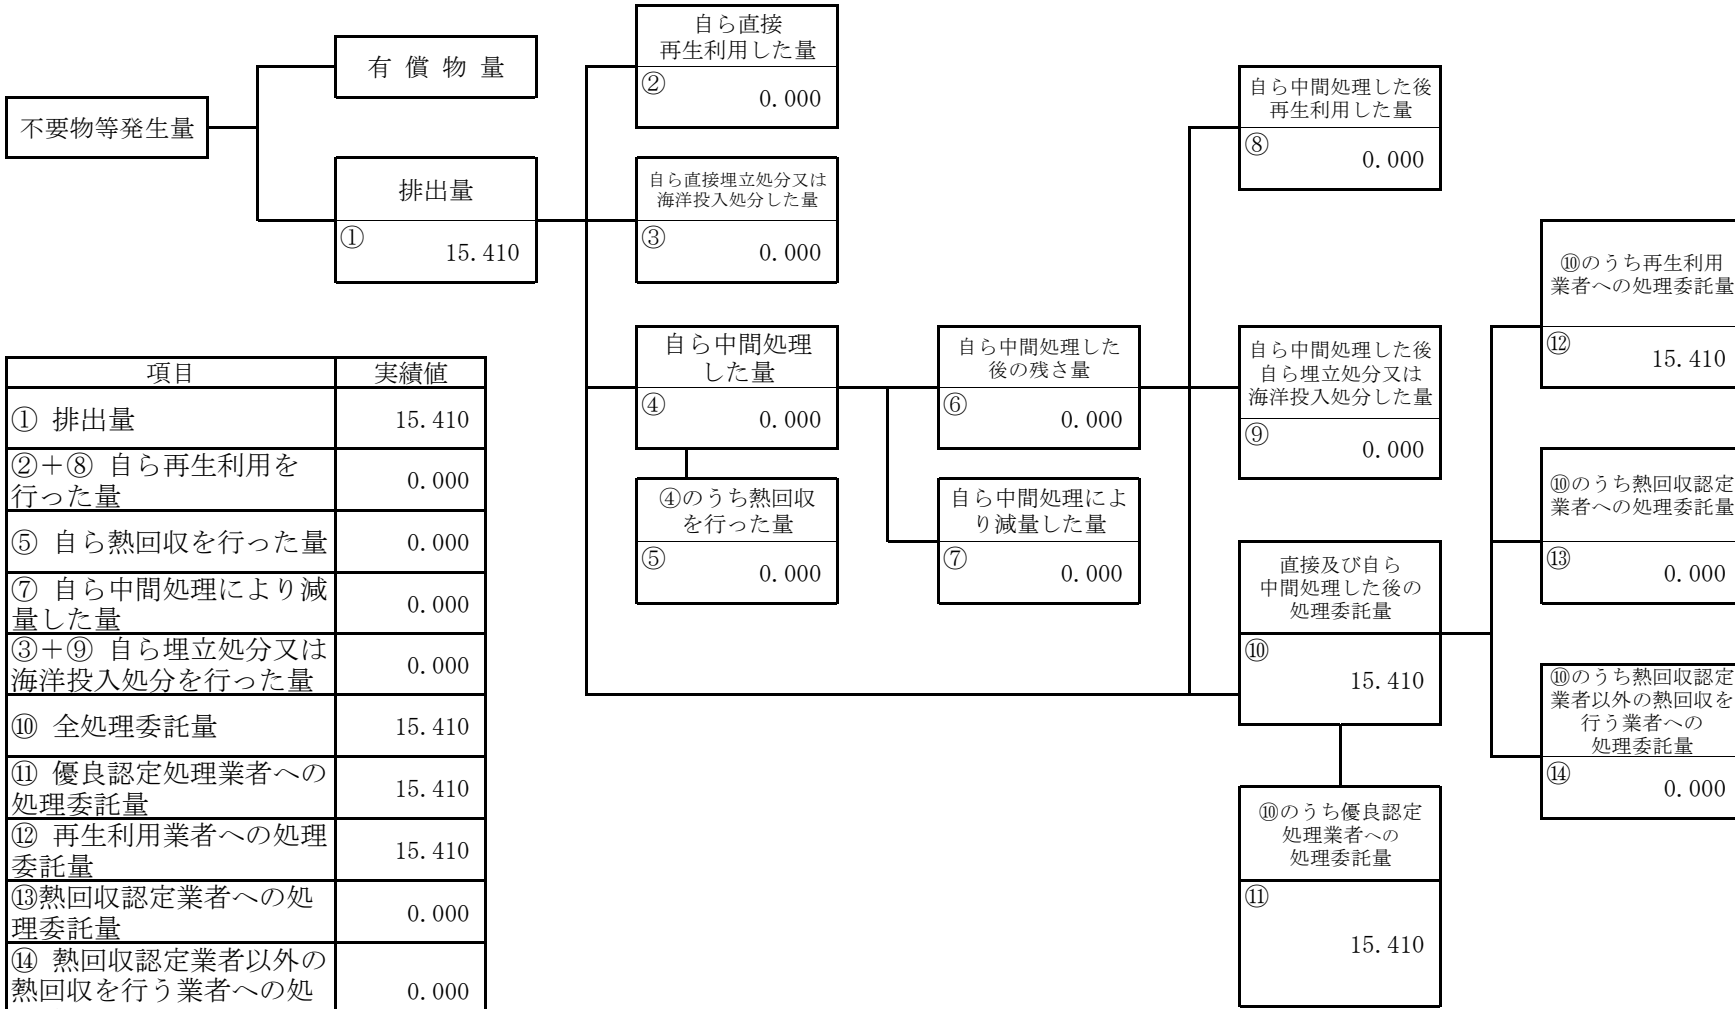 不要物等発生量
有 償 物 量
排出量
①
15.410
自ら直接
再生利用した量
②
0.000
自ら直接埋立処分又は
海洋投入処分した量
③
0.000
自ら中間処理
した量
④
0.000
④のうち熱回収
を行った量
⑤
0.000
自ら中間処理した
後の残さ量
⑥
0.000
自ら中間処理によ
り減量した量
⑦
0.000
自ら中間処理した後
再生利用した量
⑧
0.000
自ら中間処理した後
自ら埋立処分又は
海洋投入処分した量
⑨
0.000
直接及び自ら
中間処理した後の
処理委託量
⑩
15.410
⑩のうち優良認定
処理業者への
処理委託量
⑪
15.410
⑩のうち再生利用
業者への処理委託量
⑫
15.410
⑩のうち熱回収認定
業者への処理委託量
⑬
0.000
⑩のうち熱回収認定
業者以外の熱回収を
行う業者への
処理委託量
⑭
0.000
項目 実績値
① 排出量 15.410
②＋⑧ 自ら再生利用を
行った量 0.000
⑤ 自ら熱回収を行った量 0.000
⑦ 自ら中間処理により減
量した量 0.000
③＋⑨ 自ら埋立処分又は
海洋投入処分を行った量 0.000
⑩ 全処理委託量 15.410
⑪ 優良認定処理業者への
処理委託量 15.410
⑫ 再生利用業者への処理
委託量 15.410
⑬熱回収認定業者への処
理委託量 0.000
⑭ 熱回収認定業者以外の
熱回収を行う業者への処 0.000